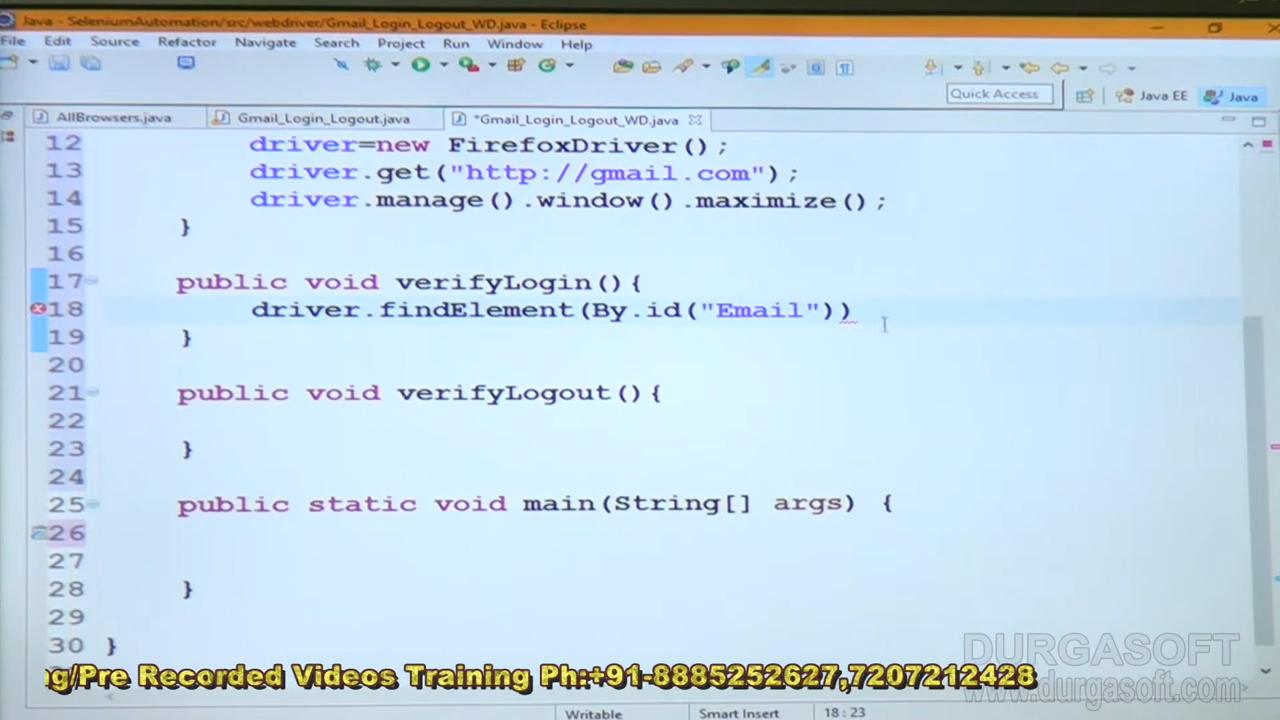 Java - SeleniumAutomation/src/webdriver/Gmail_Login_Logout_WD.java - Eclipse
File Edit Source Refactor Navigate Search Project Run Window Help
Quick Access Java EE Java
AllBrowsers.java Gmail_Login_Logout.java *Gmail_Login_Logout_WD.java
12 driver=new FirefoxDriver();
13 driver.get("http://gmail.com");
14 driver.manage().window().maximize();
15 }
16
17 public void verifyLogin(){
18 driver.findElement(By.id("Email"))
19 }
20
21 public void verifyLogout(){
22
23 }
24
25 public static void main(String[] args) {
26
27
28 }
29
30 }
DURGASOFT
ng/Pre Recorded Videos Training Ph:+91-8885252627,7207212428
www.durgasoft.com
Writable Smart Insert 18:23